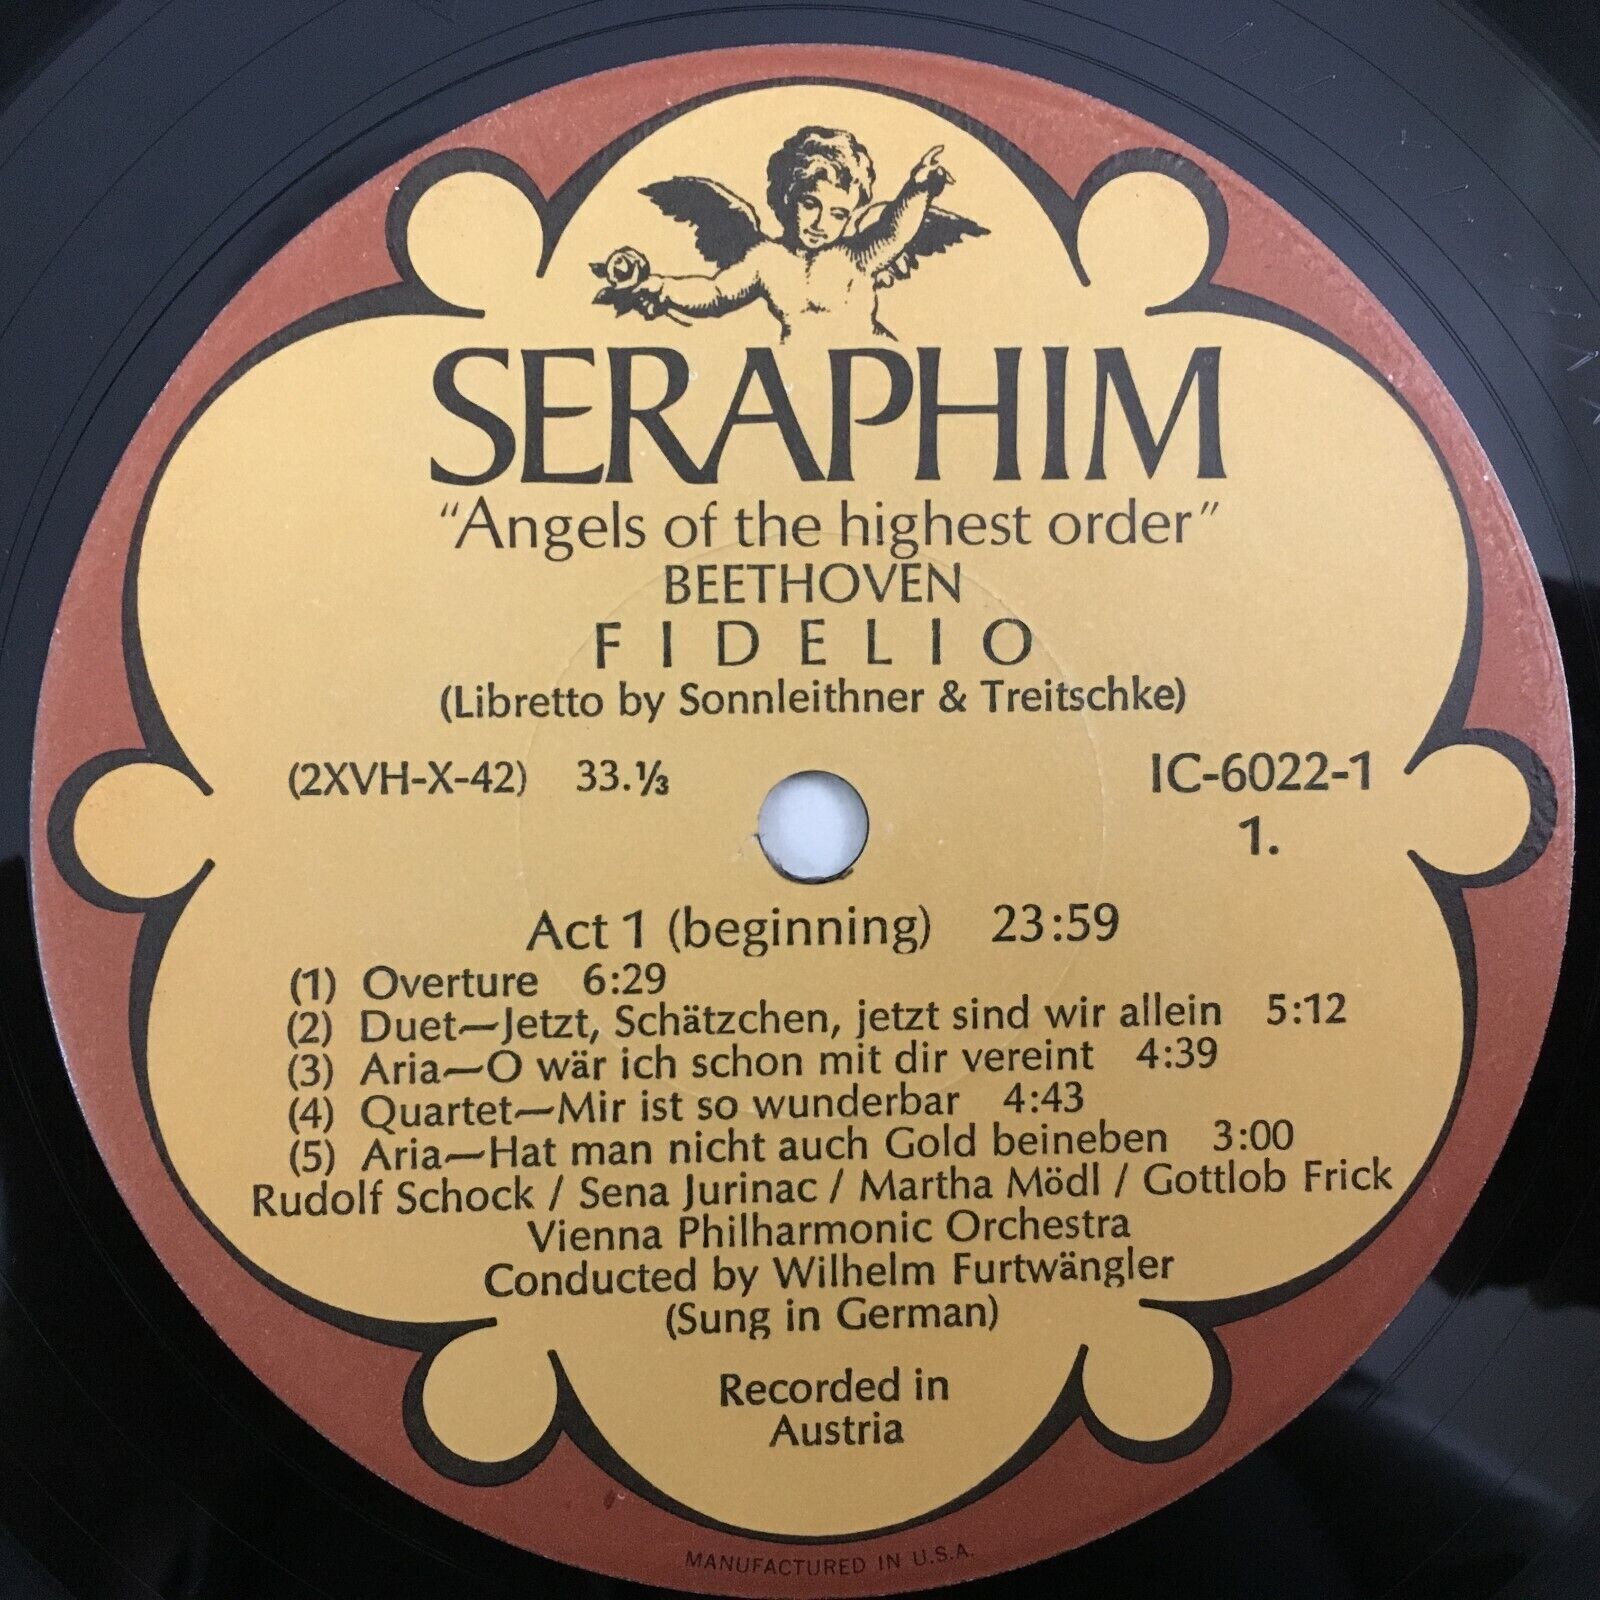 SERAPHIM
“Angels of the highest order”
BEETHOVEN
FIDELIO
(Libretto by Sonnleithner & Treitschke)
(2XVH-X-42) 33.⅓ IC-6022-1
1.
Act 1 (beginning) 23:59
(1) Overture 6:29
(2) Duet—Jetzt, Schätzchen, jetzt sind wir allein 5:12
(3) Aria—O wär ich schon mit dir vereint 4:39
(4) Quartet—Mir ist so wunderbar 4:43
(5) Aria—Hat man nicht auch Gold beineben 3:00
Rudolf Schock / Sena Jurinac / Martha Mödl / Gottlob Frick
Vienna Philharmonic Orchestra
Conducted by Wilhelm Furtwängler
(Sung in German)
Recorded in
Austria
MANUFACTURED IN U.S.A.